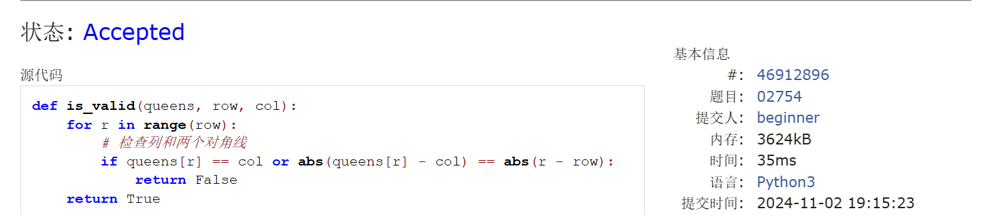 状态: Accepted
源代码
def is_valid(queens, row, col):
    for r in range(row):
        # 检查列和两个对角线
        if queens[r] == col or abs(queens[r] - col) == abs(r - row):
            return False
    return True
基本信息
#: 46912896
题目: 02754
提交人: beginner
内存: 3624kB
时间: 35ms
语言: Python3
提交时间: 2024-11-02 19:15:23